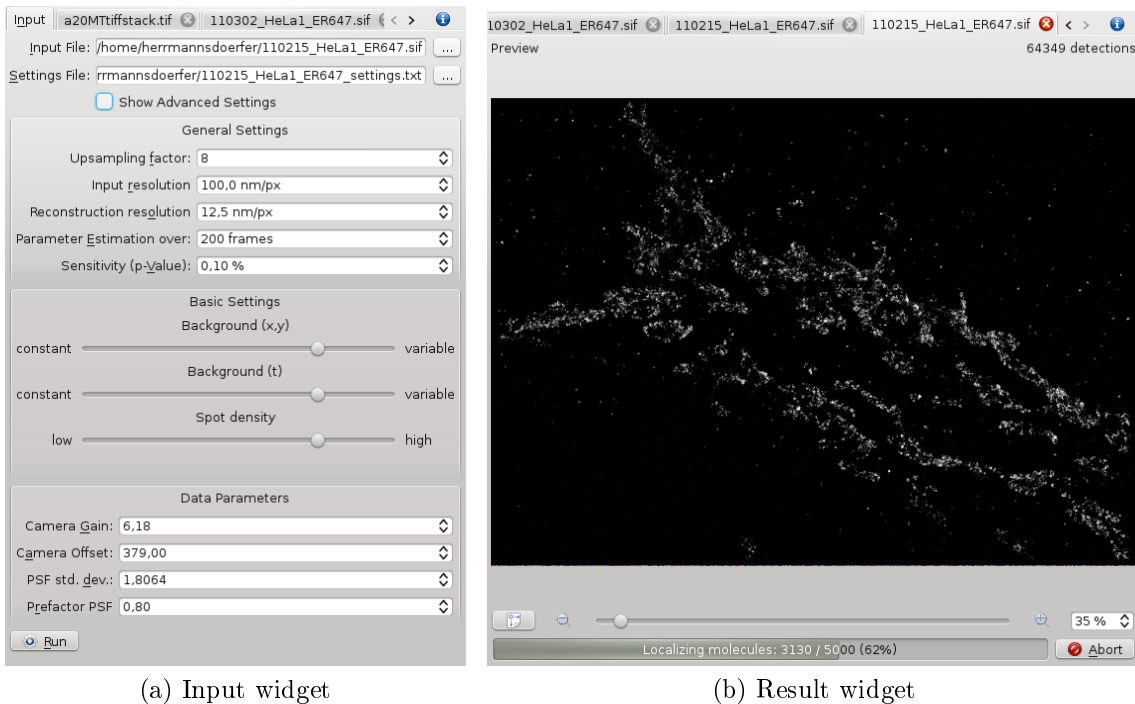 Input a20MTtiffstack.tif 110302_HeLa1_ER647.sif
Input File: /home/herrmannsdoerfer/110215_HeLa1_ER647.sif ...
Settings File: rrmannsdoerfer/110215_HeLa1_ER647_settings.txt ...
Show Advanced Settings
General Settings
Upsampling factor: 8
Input resolution 100,0 nm/px
Reconstruction resolution 12,5 nm/px
Parameter Estimation over: 200 frames
Sensitivity (p-Value): 0,10 %
Basic Settings
Background (x,y)
constant variable
Background (t)
constant variable
Spot density
low high
Data Parameters
Camera Gain: 6,18
Camera Offset: 379,00
PSF std. dev.: 1,8064
Prefactor PSF 0,80
Run
(a) Input widget
10302_HeLa1_ER647.sif 110215_HeLa1_ER647.sif 110215_HeLa1_ER647.sif
Preview 64349 detections
35 %
Localizing molecules: 3130 / 5000 (62%) Abort
(b) Result widget